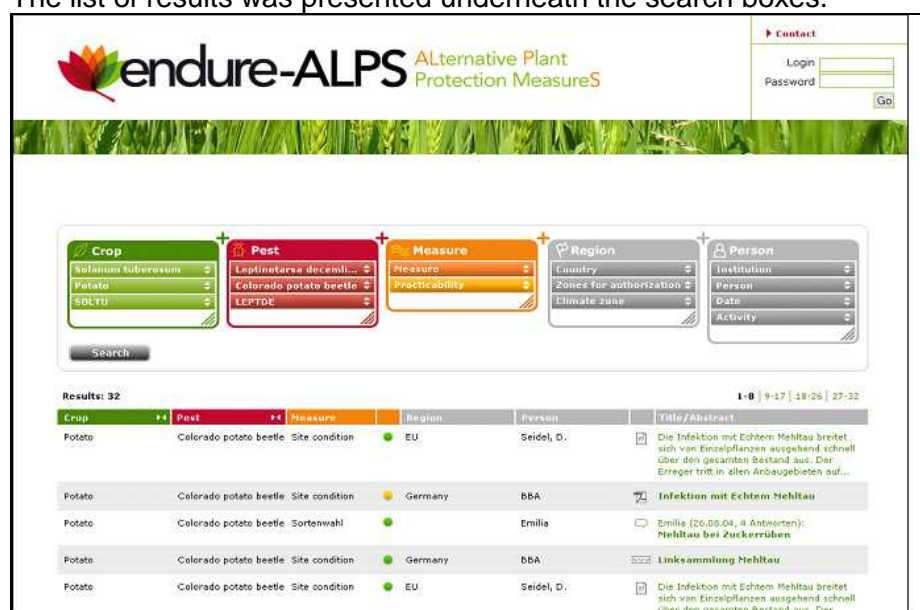 The list of results was presented underneath the search boxes.
Contact
endure-ALPS ALternative Plant
Protection MeasureS
Login
Password
Go
Crop
Solanum tuberosum
Potato
SOLTU
Pest
Leptinotarsa decemli...
Colorado potato beetle
LEPTDE
Measure
Measure
Practicability
Region
Country
Zones for authorization
Climate zone
Person
Institution
Person
Date
Activity
Search
Results: 32 1-8 | 9-17 | 18-26 | 27-32
Crop Pest Measure Region Person Title/Abstract
Potato Colorado potato beetle Site condition EU Seidel, D. Die Infektion mit Echtem Mehltau breitet
sich von Einzelpflanzen ausgehend schnell
über den gesamten Bestand aus. Der
Erreger tritt in allen Anbaugebieten auf...
Potato Colorado potato beetle Site condition Germany BBA Infektion mit Echtem Mehltau
Potato Colorado potato beetle Sortenwahl Emilia Emilia (26.08.04, 4 Antworten):
Mehltau bei Zuckerrüben
Potato Colorado potato beetle Site condition Germany BBA Linksammlung Mehltau
Potato Colorado potato beetle Site condition EU Seidel, D. Die Infektion mit Echtem Mehltau breitet
sich von Einzelpflanzen ausgehend schnell
über den gesamten Bestand aus. Der